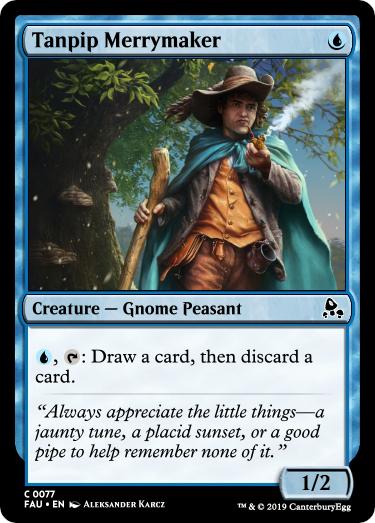 Tanpip Merrymaker
Creature — Gnome Peasant
: Draw a card, then discard a
card.
“Always appreciate the little things—a
jaunty tune, a placid sunset, or a good
pipe to help remember none of it.”
1/2
C 0077
FAU • EN Aleksander Karcz
™ & © 2019 CanterburyEgg